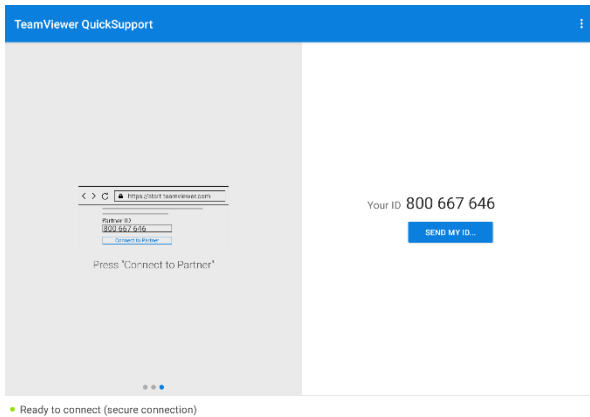 TeamViewer QuickSupport
https://start.teamviewer.com
Partner ID
800 667 646
Connect to Partner
Press "Connect to Partner"
Your ID 800 667 646
SEND MY ID...
Ready to connect (secure connection)